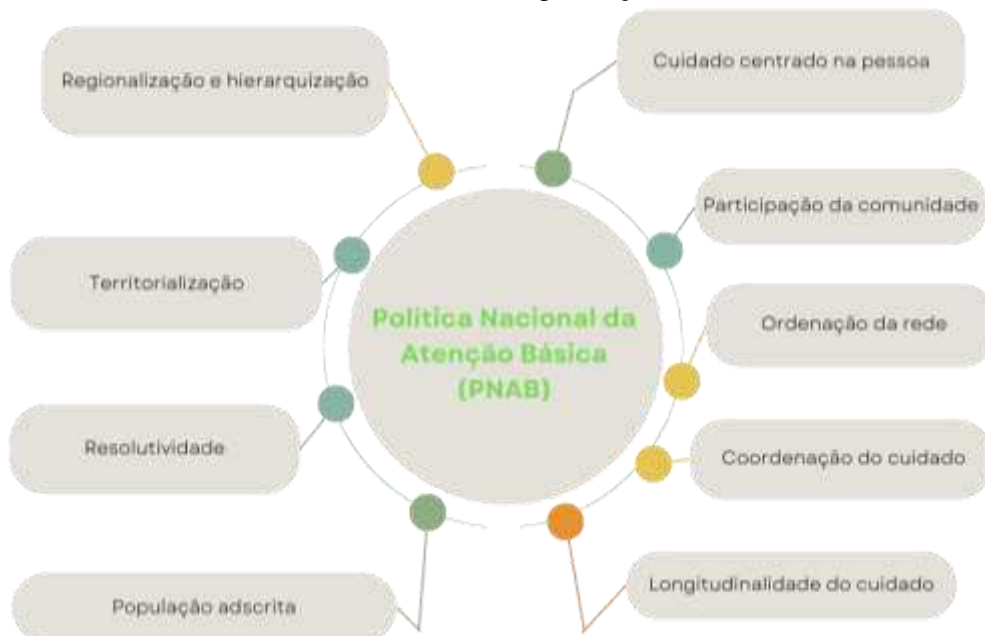 Regionalização e hierarquização
Territorialização
Resolutividade
População adscrita
Política Nacional da
Atenção Básica
(PNAB)
Cuidado centrado na pessoa
Participação da comunidade
Ordenação da rede
Coordenação do cuidado
Longitudinalidade do cuidado